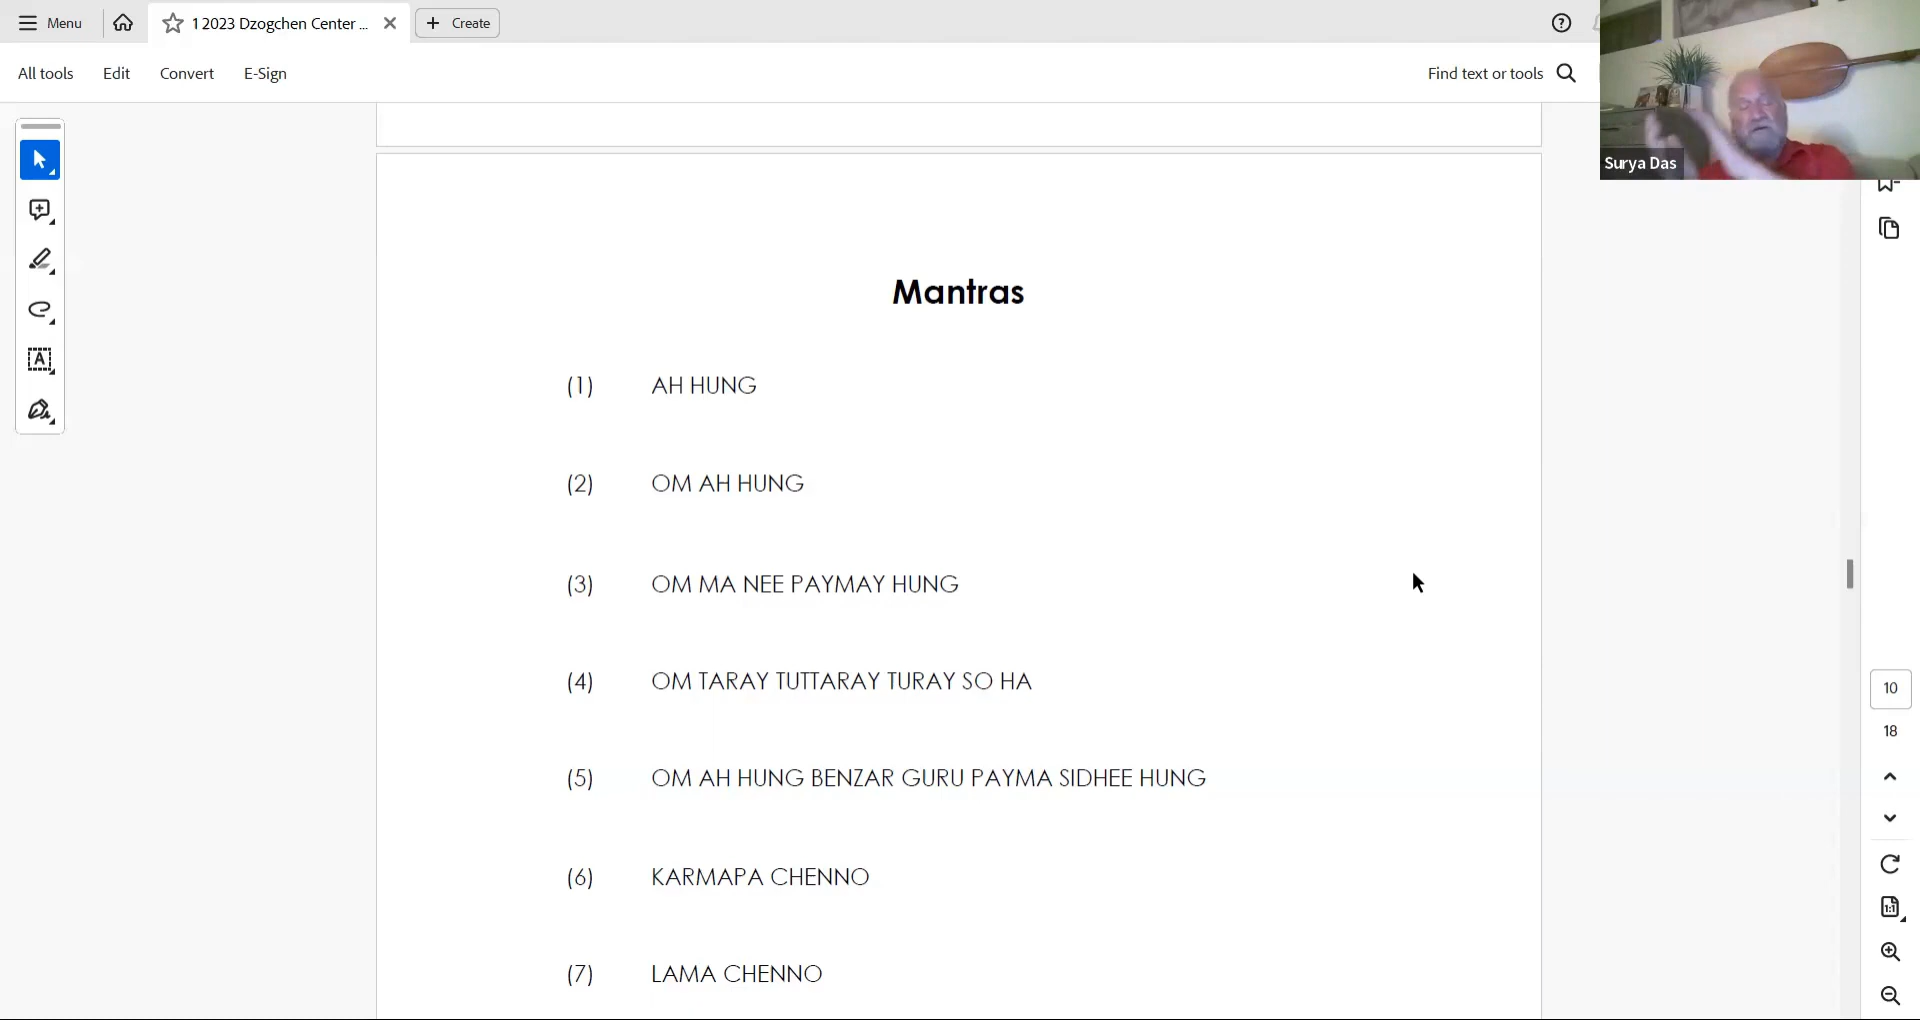 Menu
1 2023 Dzogchen Center ...
Create
All tools Edit Convert E-Sign Find text or tools
Surya Das
Mantras
(1) AH HUNG
(2) OM AH HUNG
(3) OM MA NEE PAYMAY HUNG
(4) OM TARAY TUTTARAY TURAY SO HA
(5) OM AH HUNG BENZAR GURU PAYMA SIDHEE HUNG
(6) KARMAPA CHENNO
(7) LAMA CHENNO
10
18